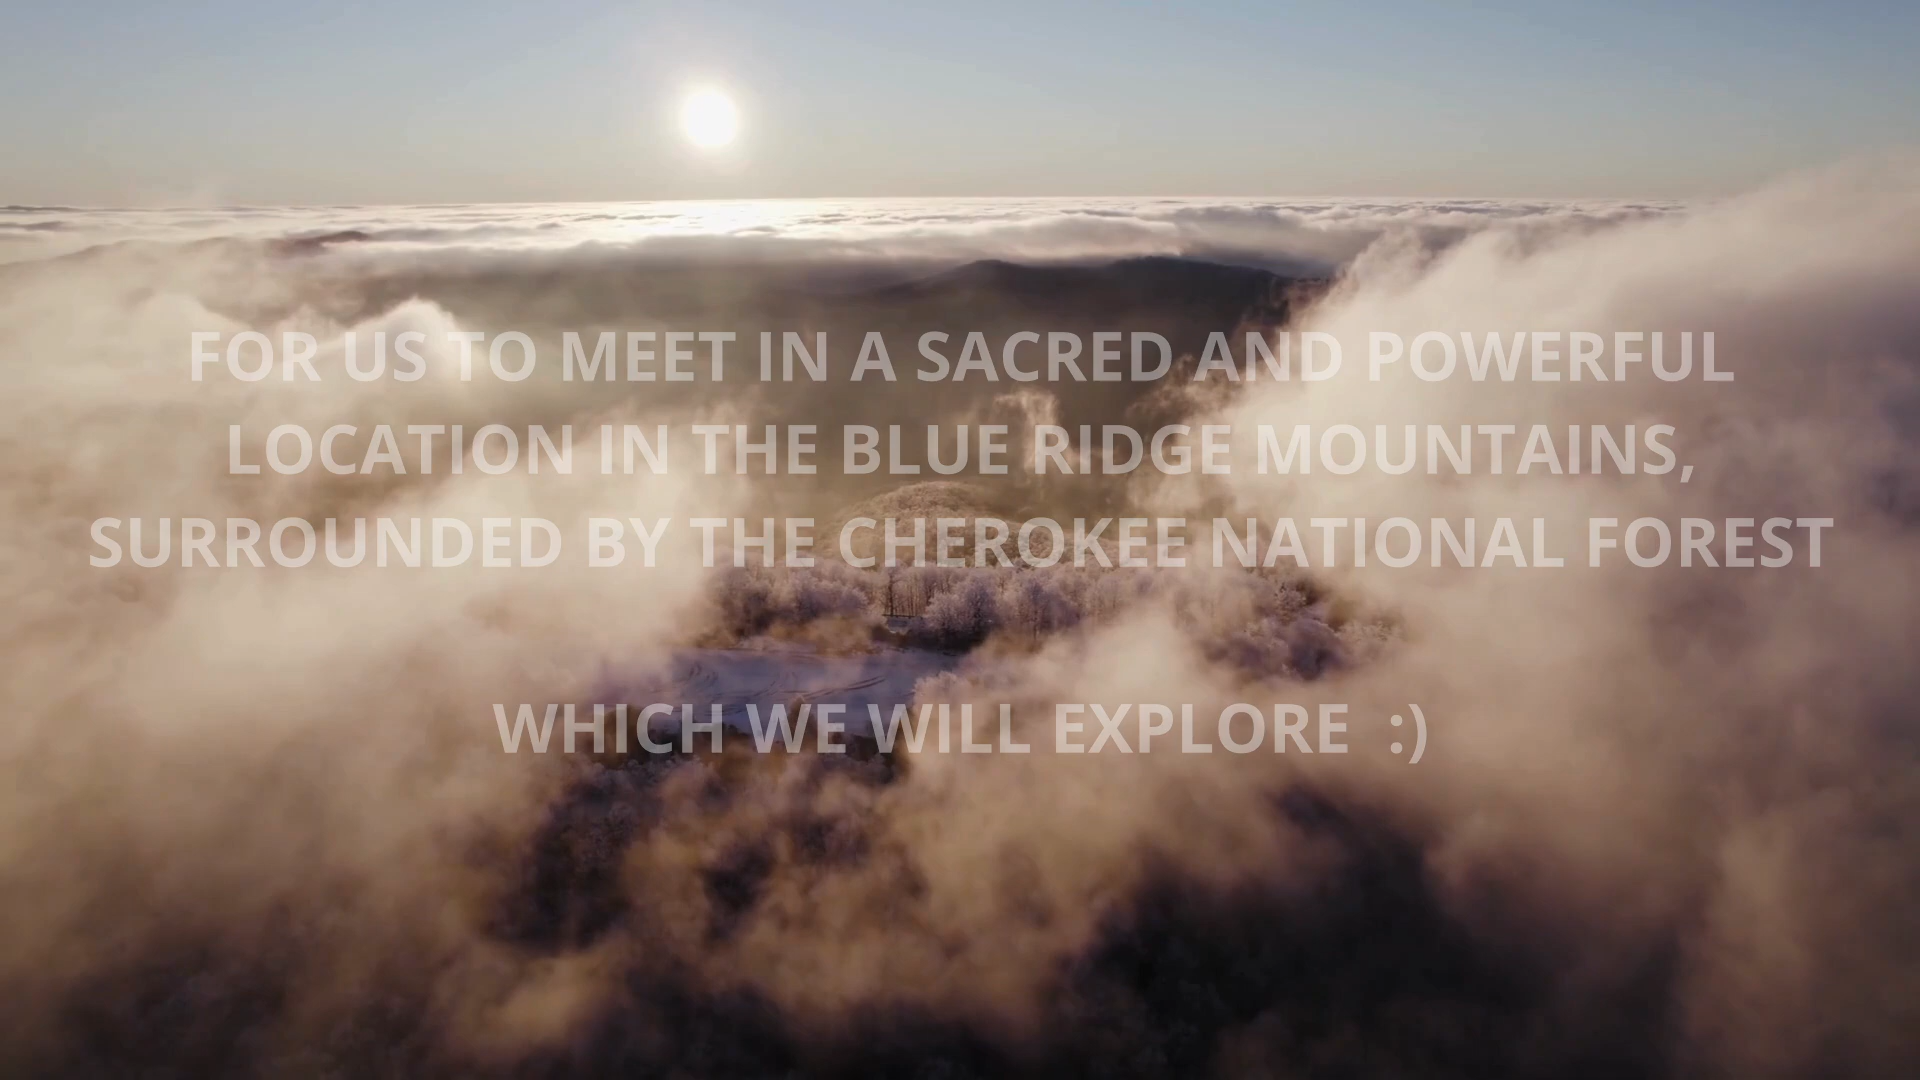 FOR US TO MEET IN A SACRED AND POWERFUL
LOCATION IN THE BLUE RIDGE MOUNTAINS,
SURROUNDED BY THE CHEROKEE NATIONAL FOREST
WHICH WE WILL EXPLORE  :)